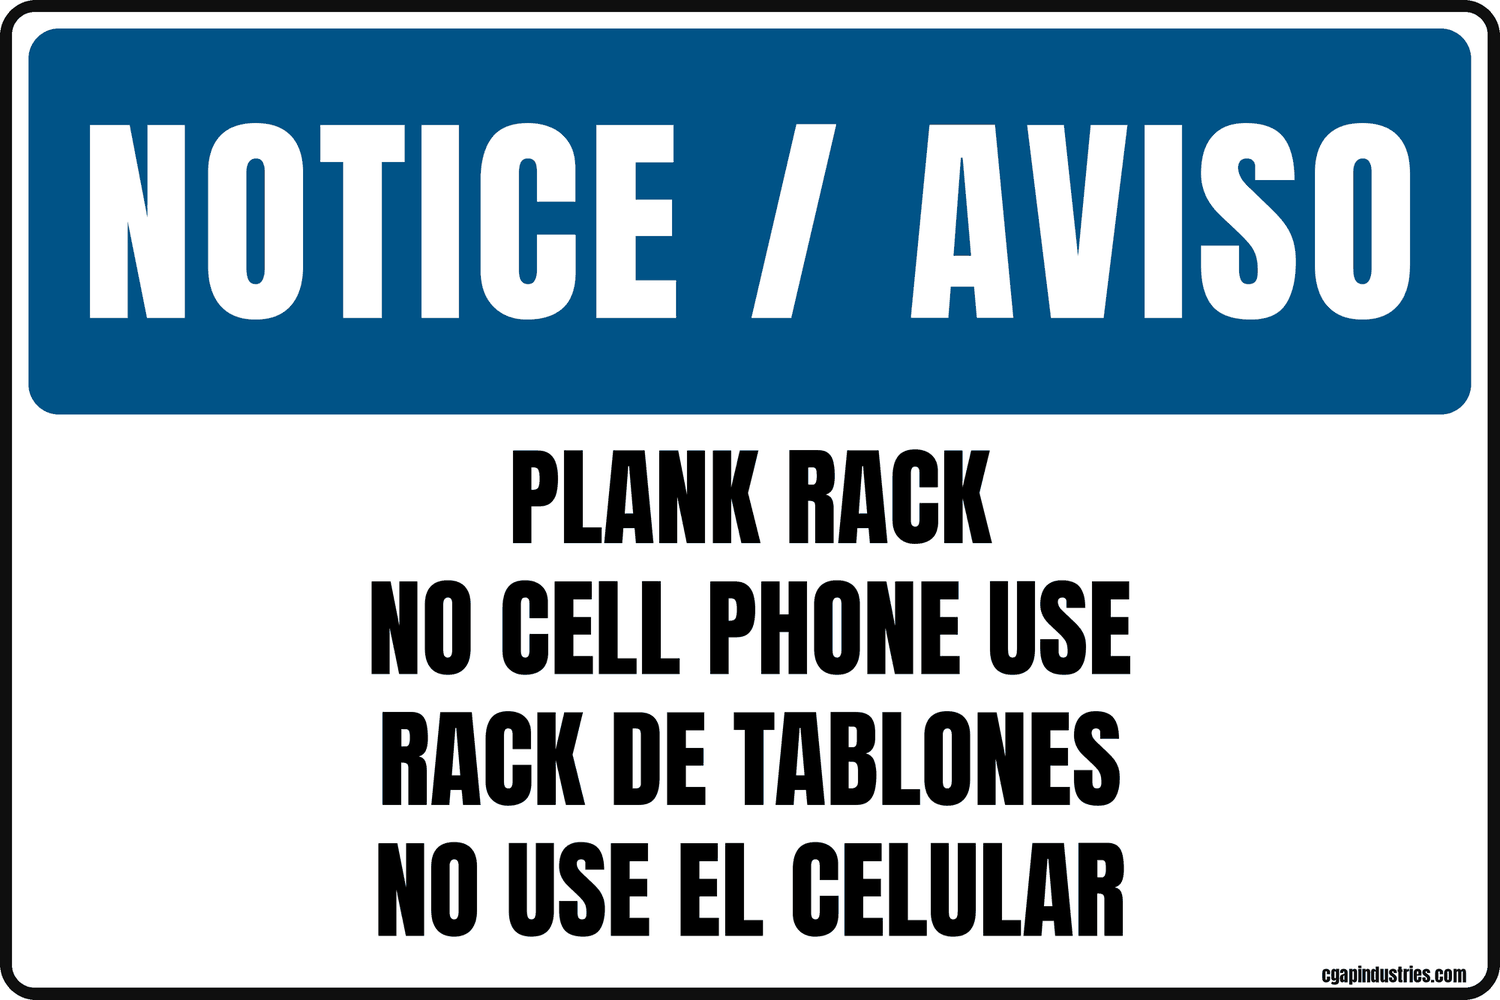 NOTICE / AVISO
PLANK RACK
NO CELL PHONE USE
RACK DE TABLONES
NO USE EL CELULAR
cgapindustries.com